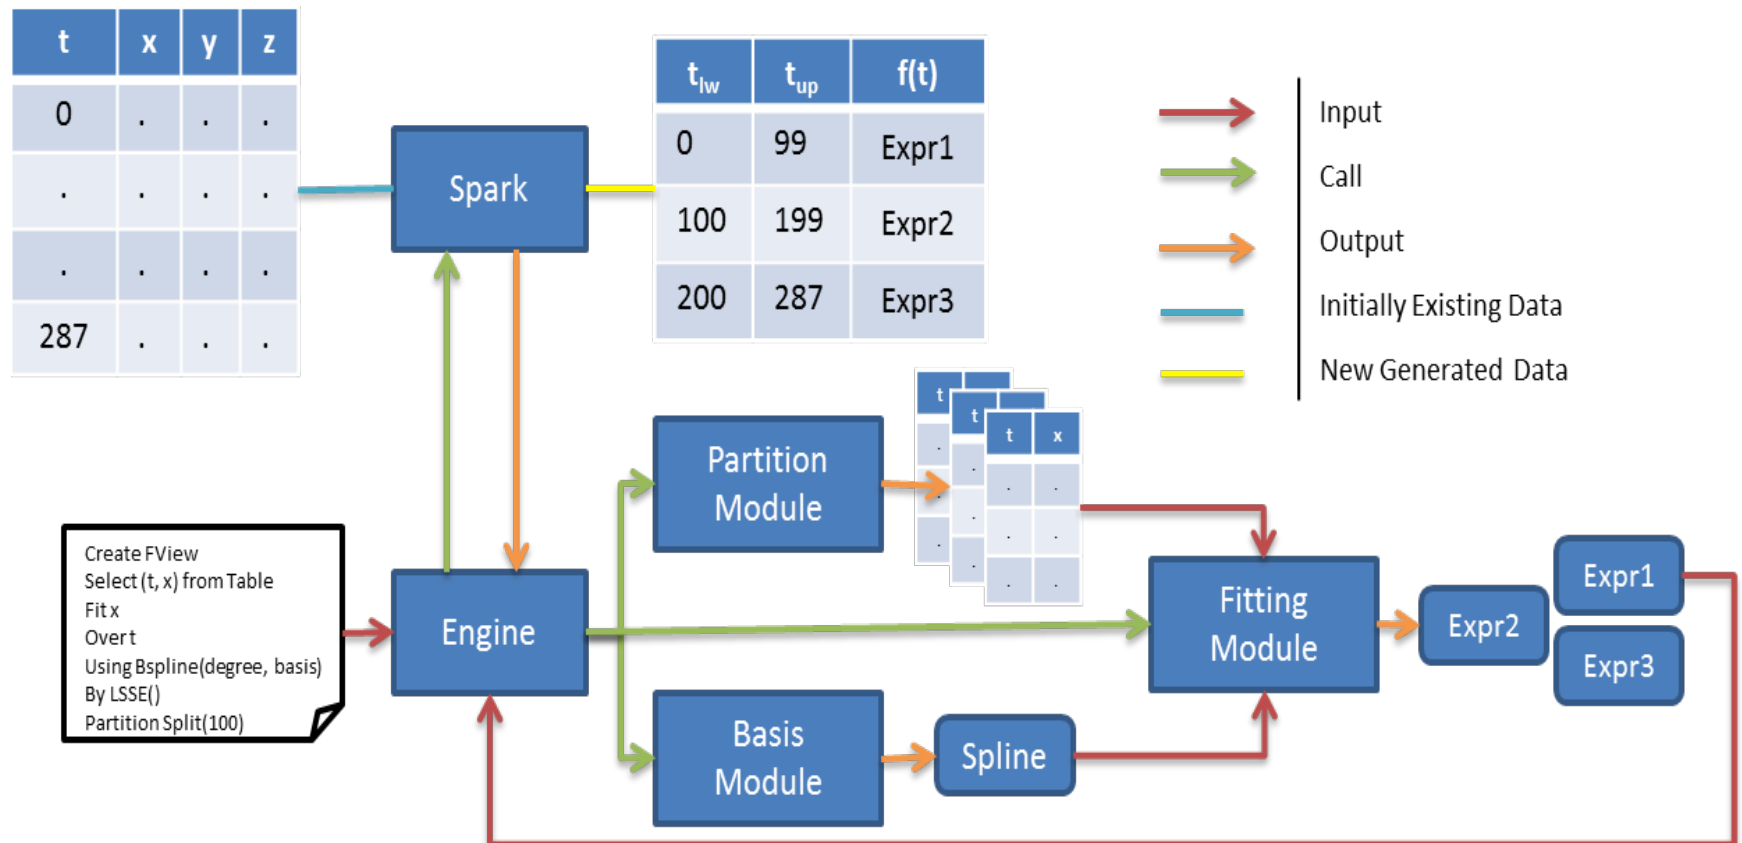 t x y z
0 . . .
. . . .
. . . .
287 . . .
Spark
tlw tup f(t)
0 99 Expr1
100 199 Expr2
200 287 Expr3
Input
Call
Output
Initially Existing Data
New Generated Data
Create FView
Select (t, x) from Table
Fit x
Over t
Using Bspline(degree, basis)
By LSSE()
Partition Split(100)
Engine
Partition
Module
t
t
t x
. .
. .
. .
Basis
Module
Spline
Fitting
Module
Expr2
Expr1
Expr3